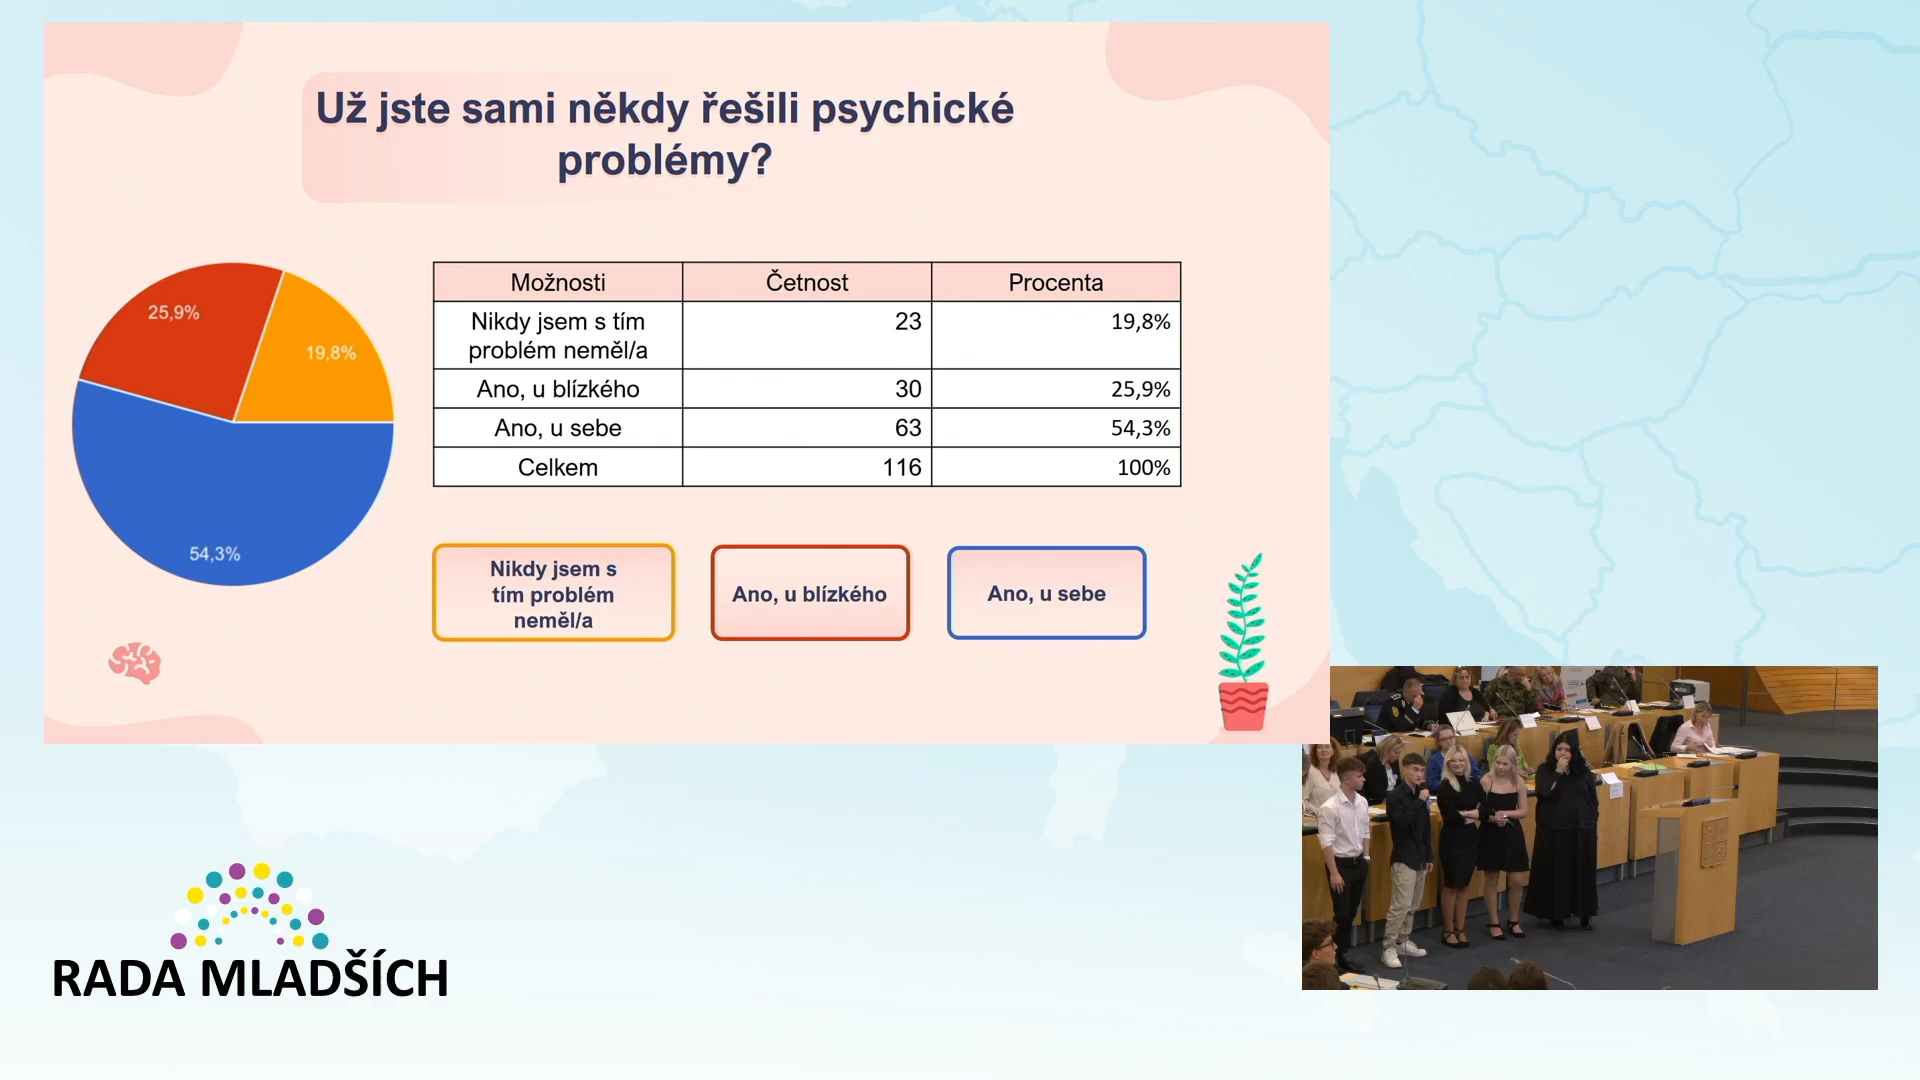 Už jste sami někdy řešili psychické
problémy?
25,9%
19,8%
54,3%
Možnosti Četnost Procenta
Nikdy jsem s tím
problém neměl/a 23 19,8%
Ano, u blízkého 30 25,9%
Ano, u sebe 63 54,3%
Celkem 116 100%
Nikdy jsem s
tím problém
neměl/a
Ano, u blízkého
Ano, u sebe
RADA MLADŠÍCH